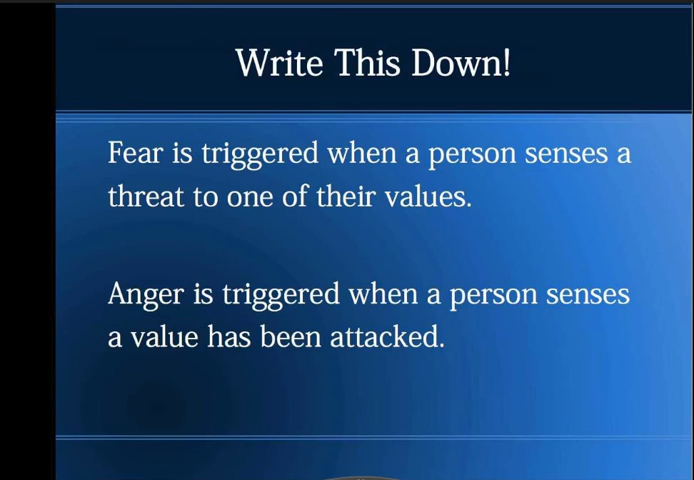 Write This Down!
Fear is triggered when a person senses a
threat to one of their values.
Anger is triggered when a person senses
a value has been attacked.